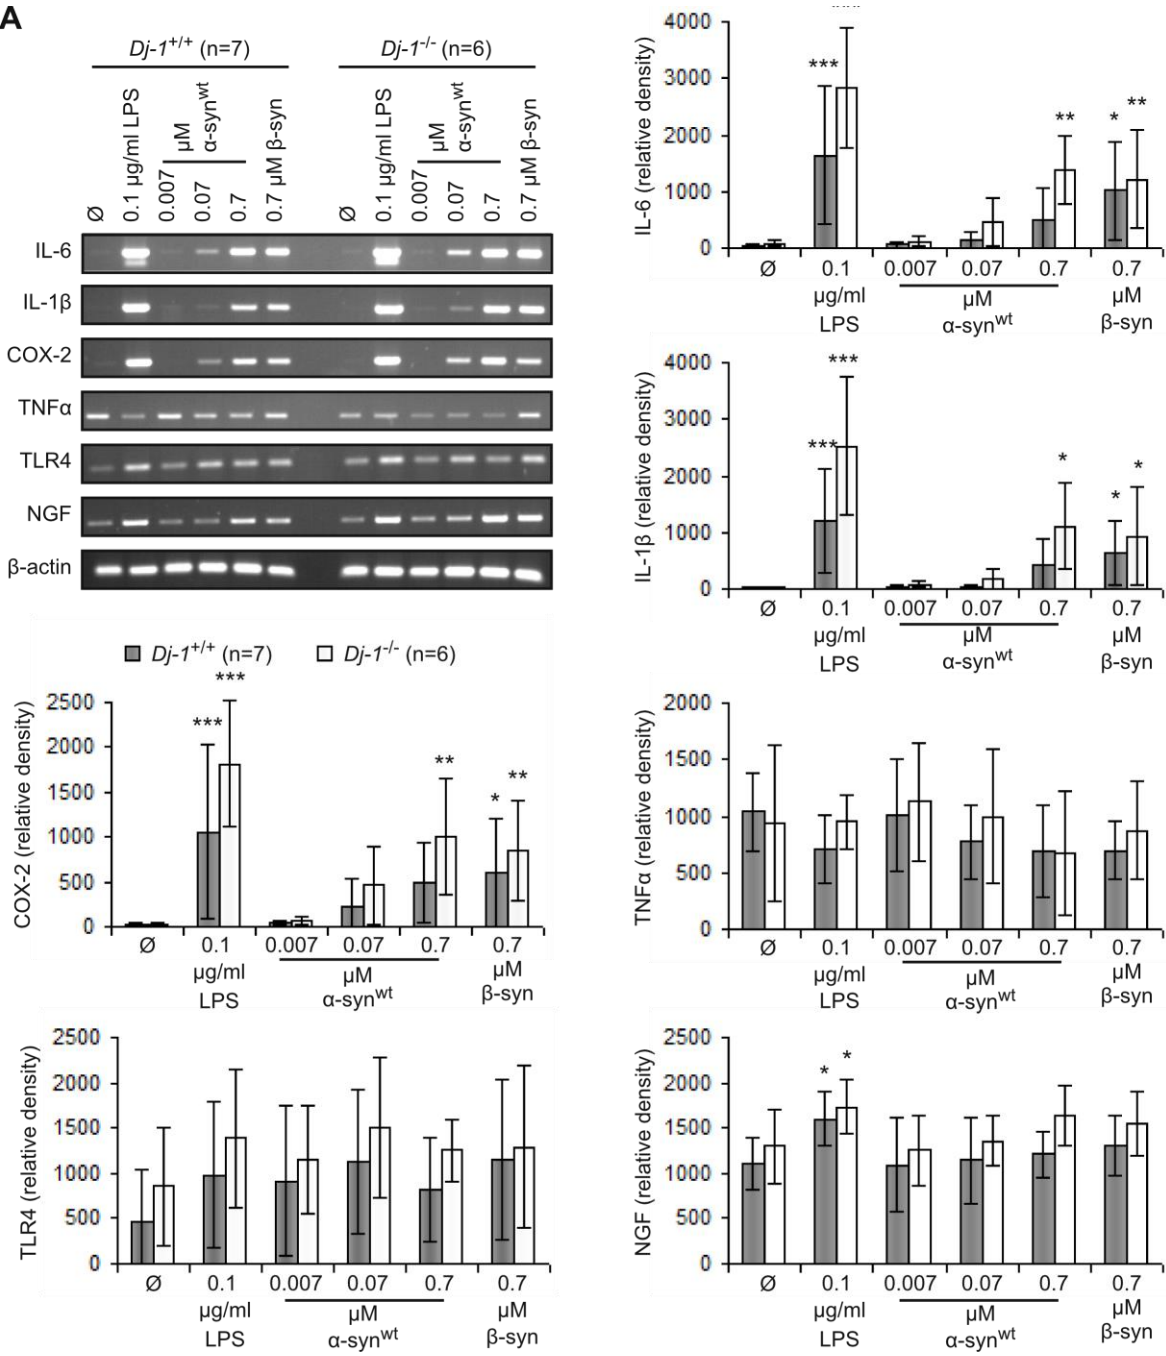 A
Dj-1+/+ (n=7) Dj-1-/- (n=6)
Ø
0.1 µg/ml LPS
0.007
0.07
0.7
µM
α-synwt
0.7 µM β-syn
Ø
0.1 µg/ml LPS
0.007
0.07
0.7
µM
α-synwt
0.7 µM β-syn
IL-6
IL-1β
COX-2
TNFα
TLR4
NGF
β-actin
IL-6 (relative density)
4000
3000
2000
1000
0
***
**
* **
Ø 0.1 0.007 0.07 0.7 0.7
µg/ml µM µM
LPS α-synwt β-syn
IL-1β (relative density)
4000
3000
2000
1000
0
*** ***
*
* *
Ø 0.1 0.007 0.07 0.7 0.7
µg/ml µM µM
LPS α-synwt β-syn
Dj-1+/+ (n=7) Dj-1-/- (n=6)
COX-2 (relative density)
2500
2000
1500
1000
500
0
*** ***
**
* **
Ø 0.1 0.007 0.07 0.7 0.7
µg/ml µM µM
LPS α-synwt β-syn
TNFα (relative density)
2000
1500
1000
500
0
Ø 0.1 0.007 0.07 0.7 0.7
µg/ml µM µM
LPS α-synwt β-syn
TLR4 (relative density)
2500
2000
1500
1000
500
0
Ø 0.1 0.007 0.07 0.7 0.7
µg/ml µM µM
LPS α-synwt β-syn
NGF (relative density)
2500
2000
1500
1000
500
0
* *
Ø 0.1 0.007 0.07 0.7 0.7
µg/ml µM µM
LPS α-synwt β-syn